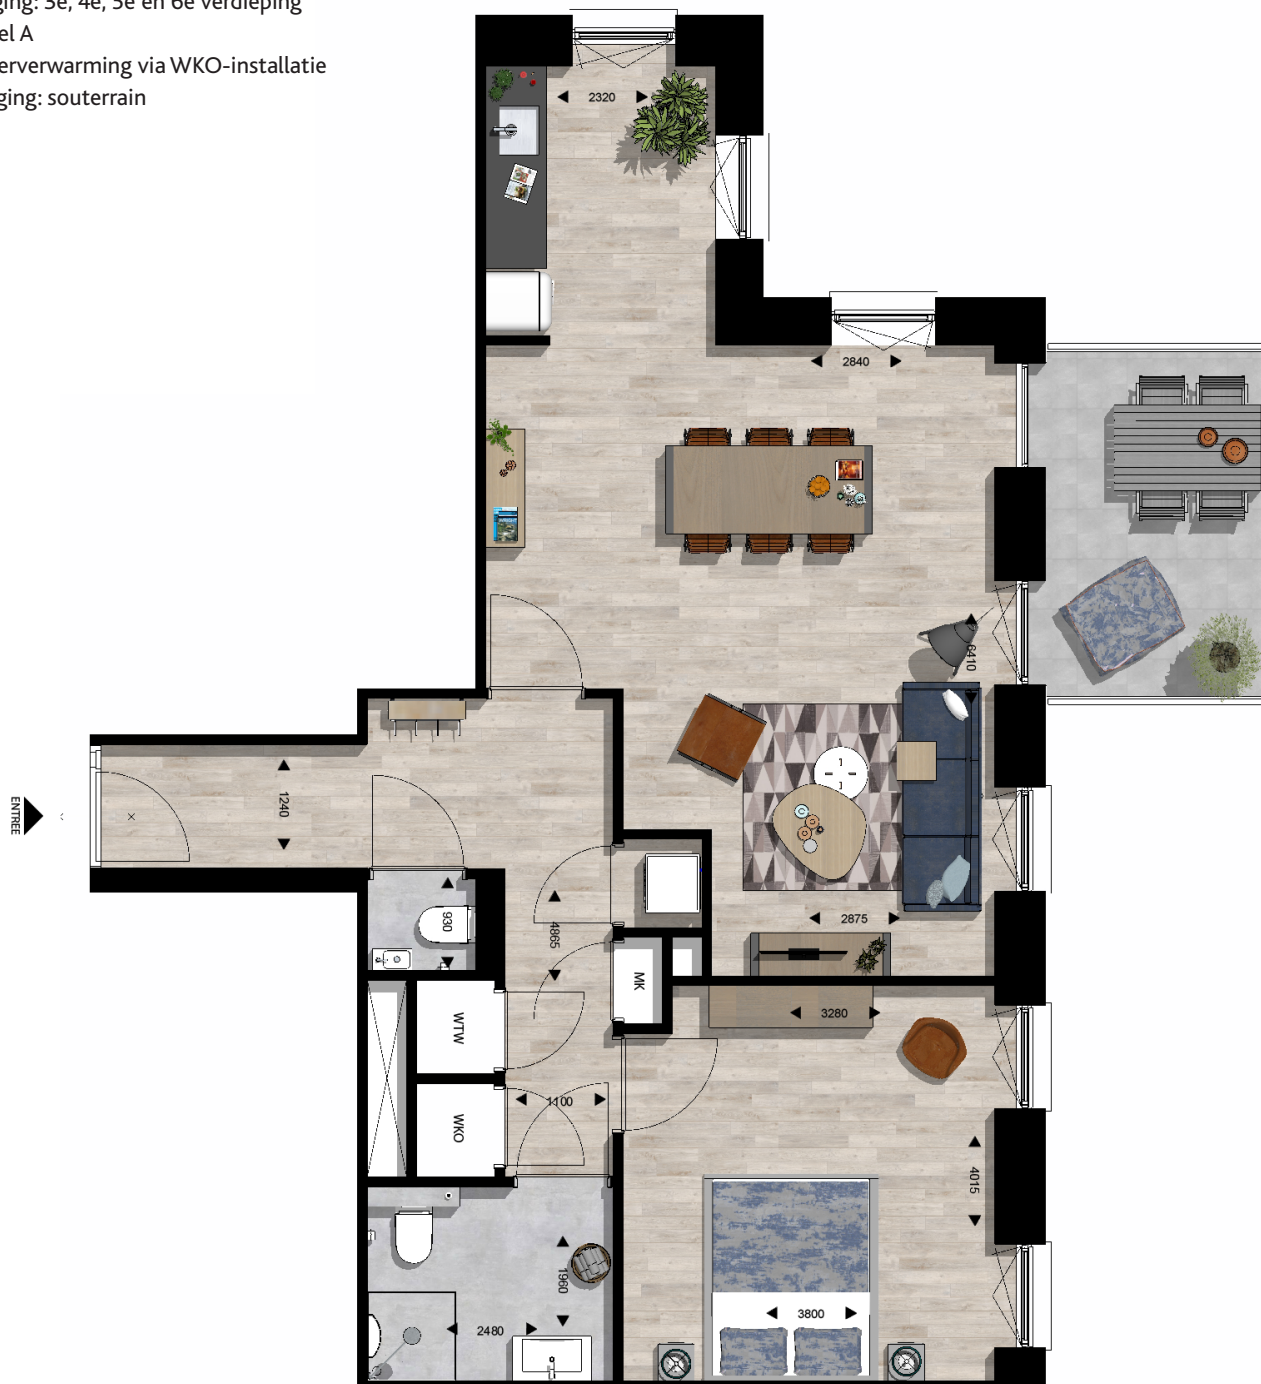 ging: 3e, 4e, 5e en 6e verdieping
el A
erverwarming via WKO-installatie
ging: souterrain
2320
2840
6410
1240
ENTREE
930
4865
2875
MK
WTW
3280
1100
WKO
4015
1960
2480
3800